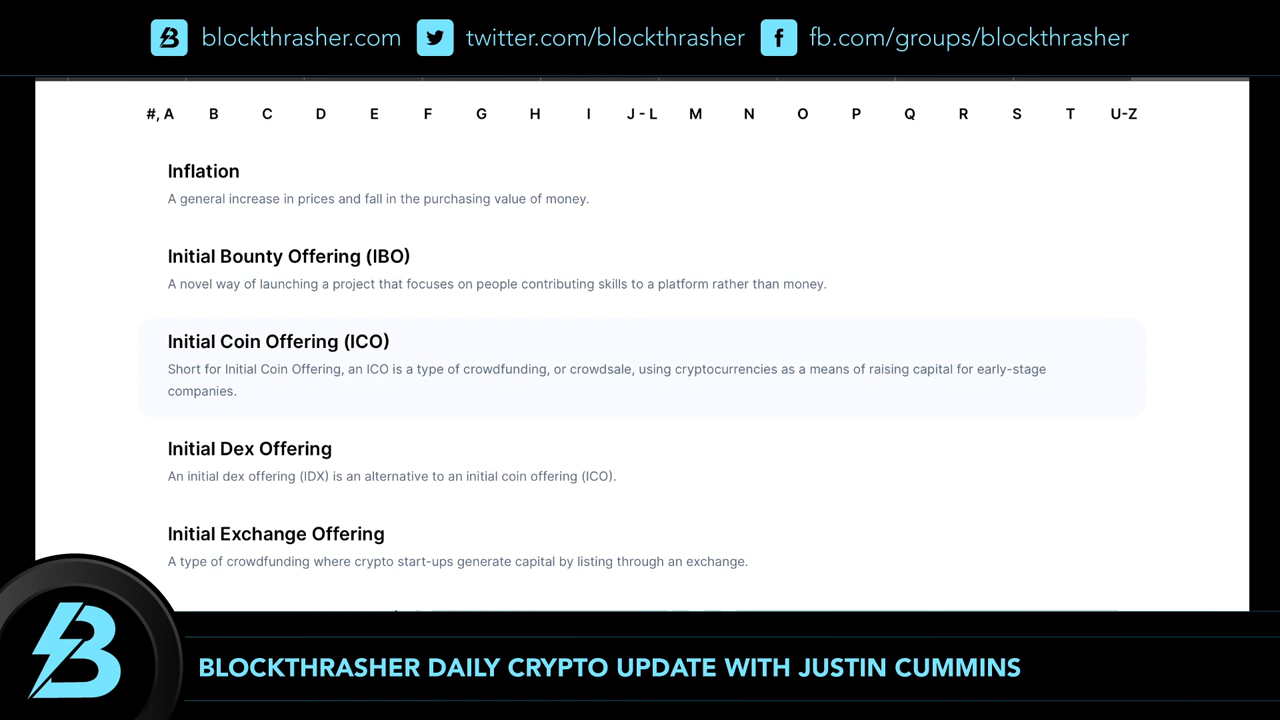 blockthrasher.com twitter.com/blockthrasher fb.com/groups/blockthrasher
#, A B C D E F G H I J - L M N O P Q R S T U-Z
Inflation
A general increase in prices and fall in the purchasing value of money.
Initial Bounty Offering (IBO)
A novel way of launching a project that focuses on people contributing skills to a platform rather than money.
Initial Coin Offering (ICO)
Short for Initial Coin Offering, an ICO is a type of crowdfunding, or crowdsale, using cryptocurrencies as a means of raising capital for early-stage
companies.
Initial Dex Offering
An initial dex offering (IDX) is an alternative to an initial coin offering (ICO).
Initial Exchange Offering
A type of crowdfunding where crypto start-ups generate capital by listing through an exchange.
BLOCKTHRASHER DAILY CRYPTO UPDATE WITH JUSTIN CUMMINS